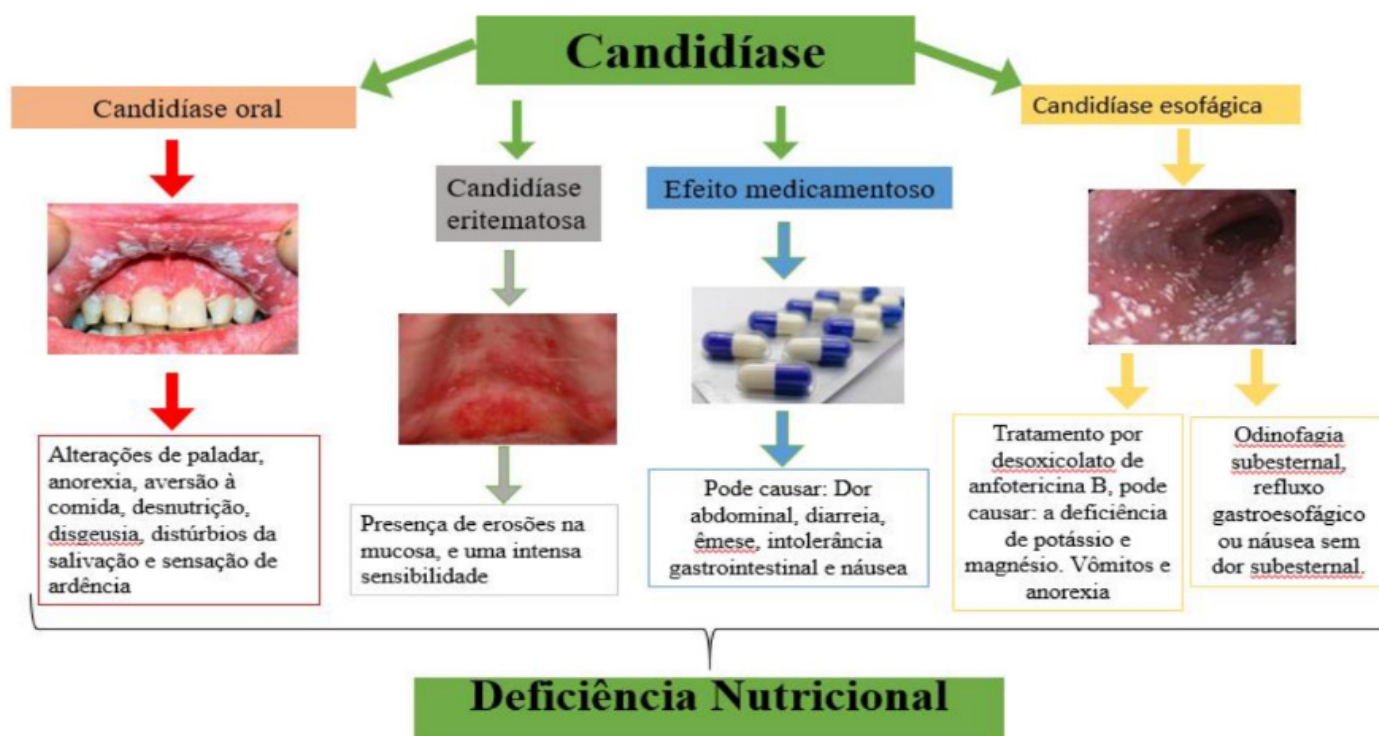 Candidíase
Candidíase oral
Candidíase esofágica
Candidíase
eritematosa
Efeito medicamentoso
Alterações de paladar,
anorexia, aversão à
comida, desnutrição,
disgeusia, distúrbios da
salivação e sensação de
ardência
Presença de erosões na
mucosa, e uma intensa
sensibilidade
Pode causar: Dor
abdominal, diarreia,
êmese, intolerância
gastrointestinal e náusea
Tratamento por
desoxicolato de
anfotericina B, pode
causar: a deficiência
de potássio e
magnésio. Vômitos e
anorexia
Odinofagia
subesternal,
refluxo
gastroesofágico
ou náusea sem
dor subesternal.
Deficiência Nutricional